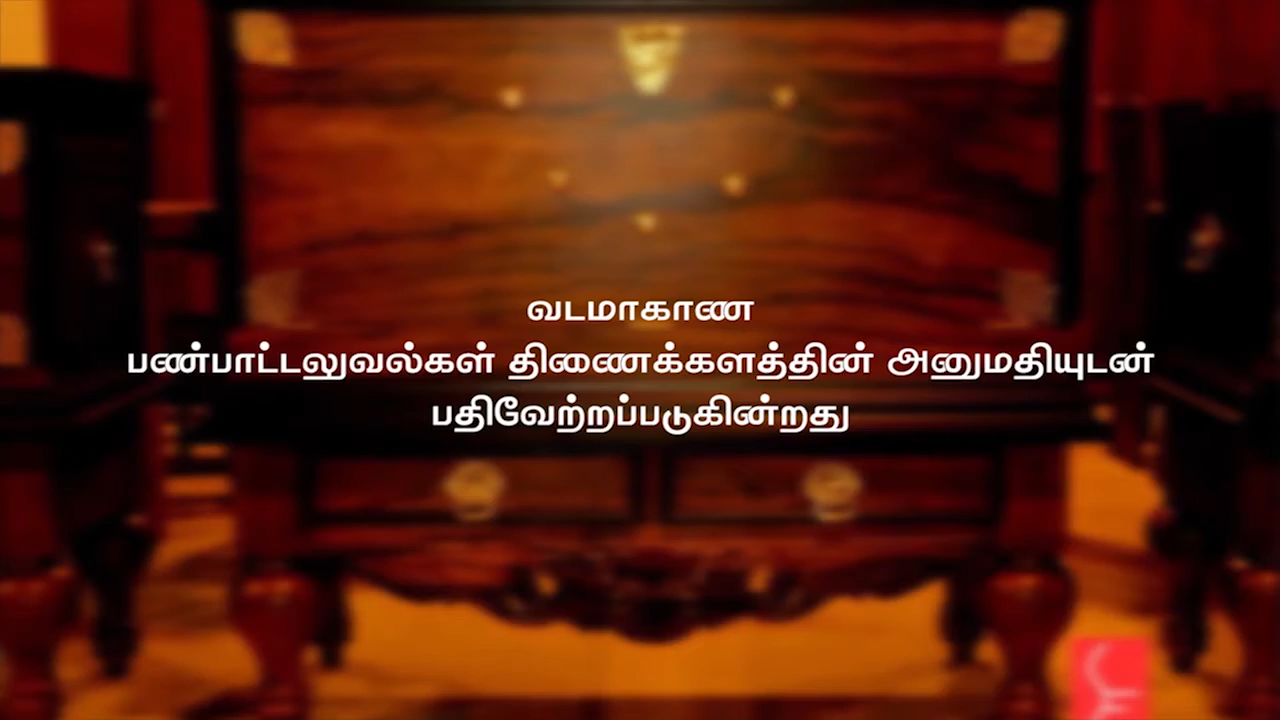 வடமாகாண
பண்பாட்டலுவல்கள் திணைக்களத்தின் அனுமதியுடன்
பதிவேற்றப்படுகின்றது